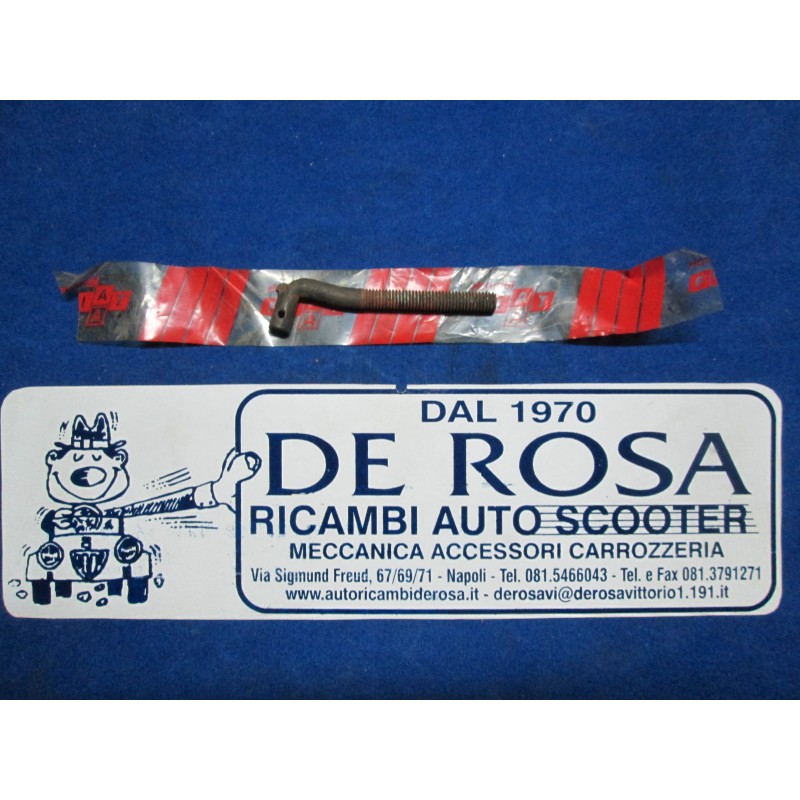 DAL 1970
DE ROSA
RICAMBI AUTO SCOOTER
MECCANICA ACCESSORI CARROZZERIA
Via Sigmund Freud, 67/69/71 - Napoli - Tel. 081.5466043 - Tel. e Fax 081.3791271
www.autoricambiderosa.it - derosavi@derosavittorio1.191.it